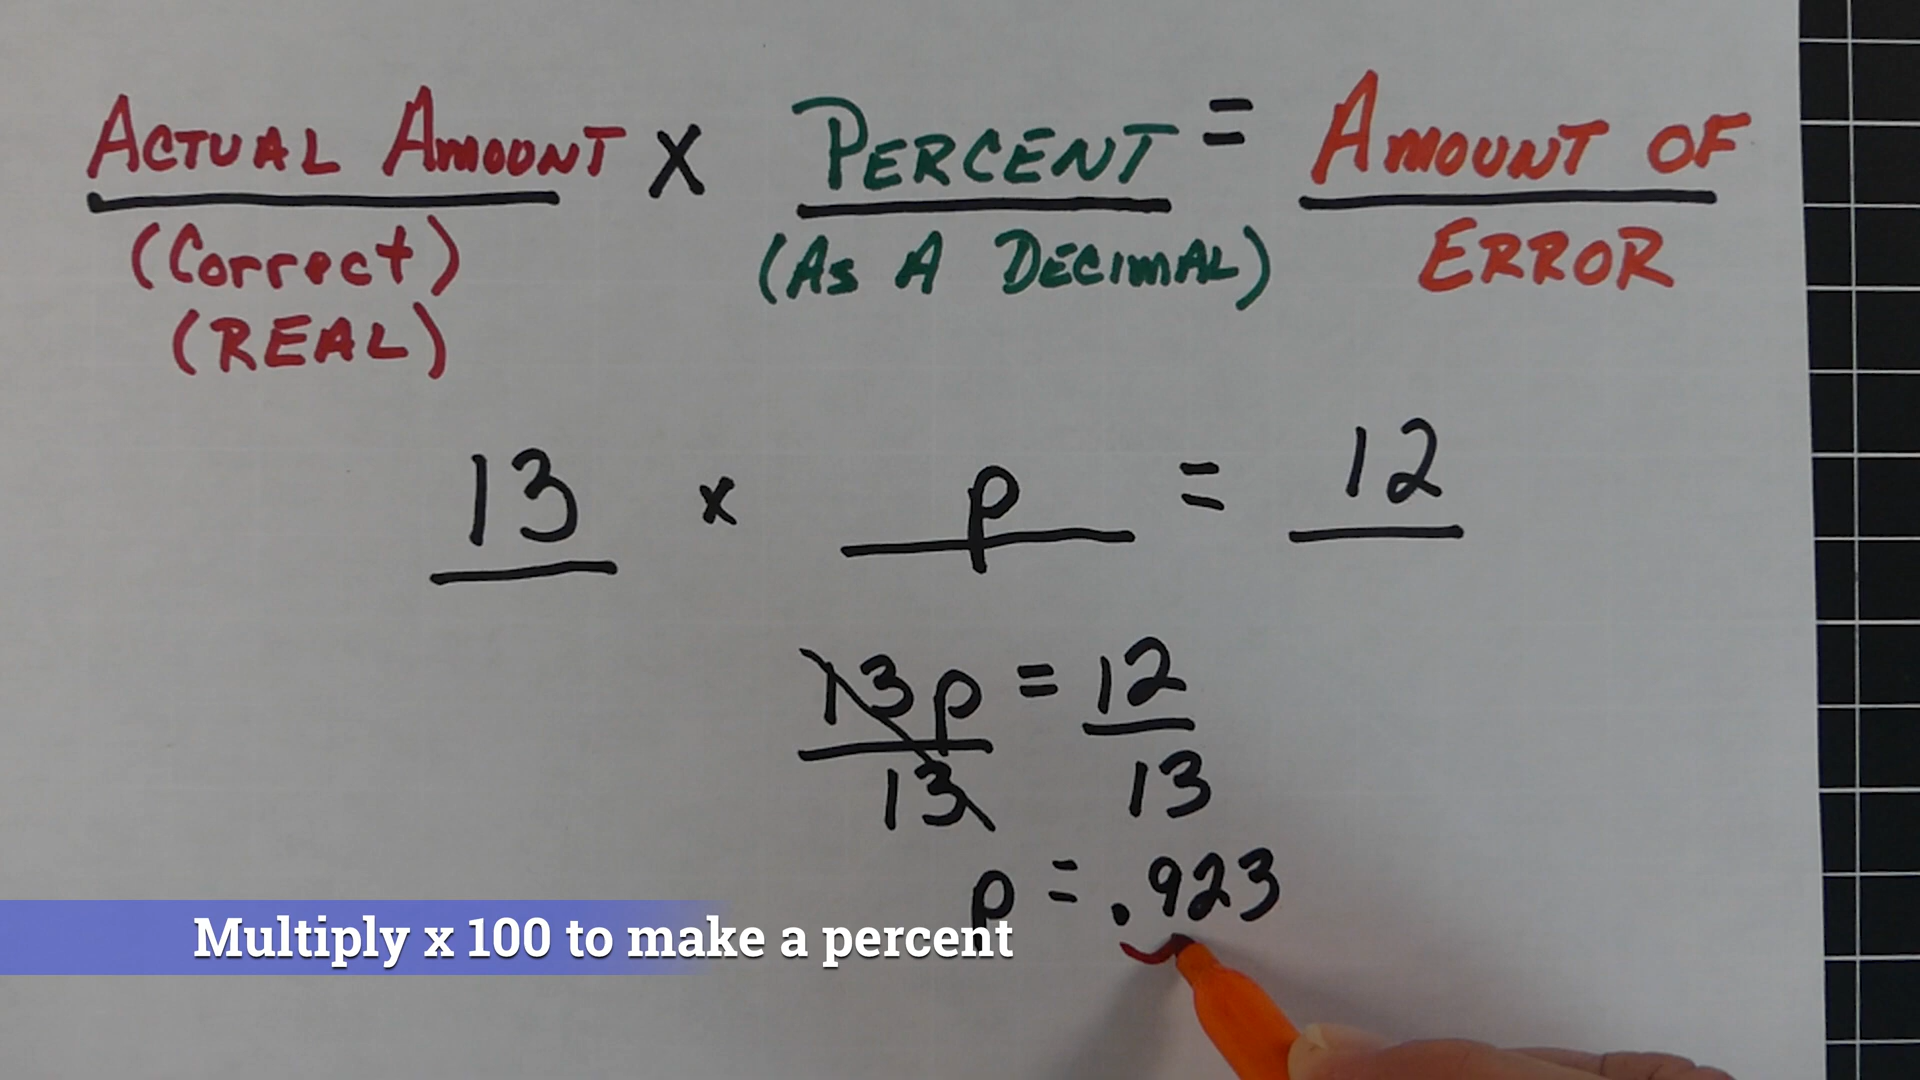 ACTUAL AMOUNT X PERCENT = AMOUNT OF
(Correct) (AS A DECIMAL) ERROR
(REAL)
13 x p = 12
13p = 12
13 13
p = .923
Multiply x 100 to make a percent